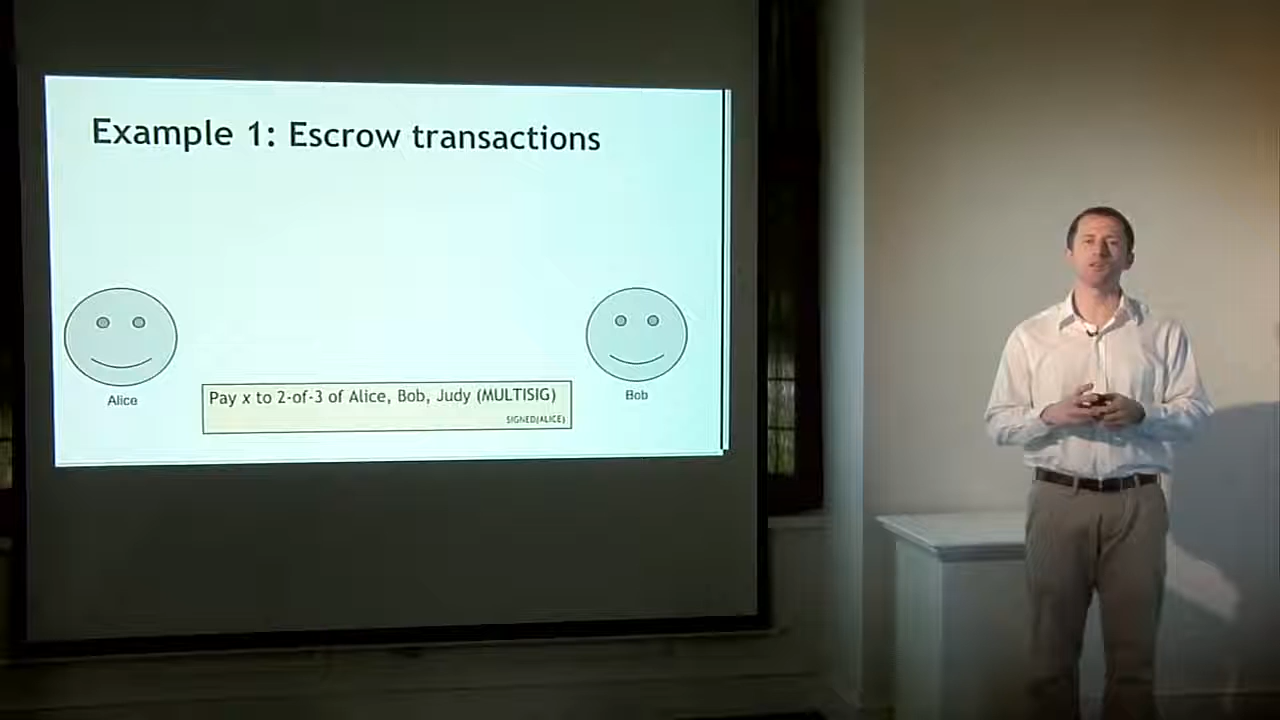 Example 1: Escrow transactions
Alice
Bob
Pay x to 2-of-3 of Alice, Bob, Judy (MULTISIG)
SIGNED(ALICE)